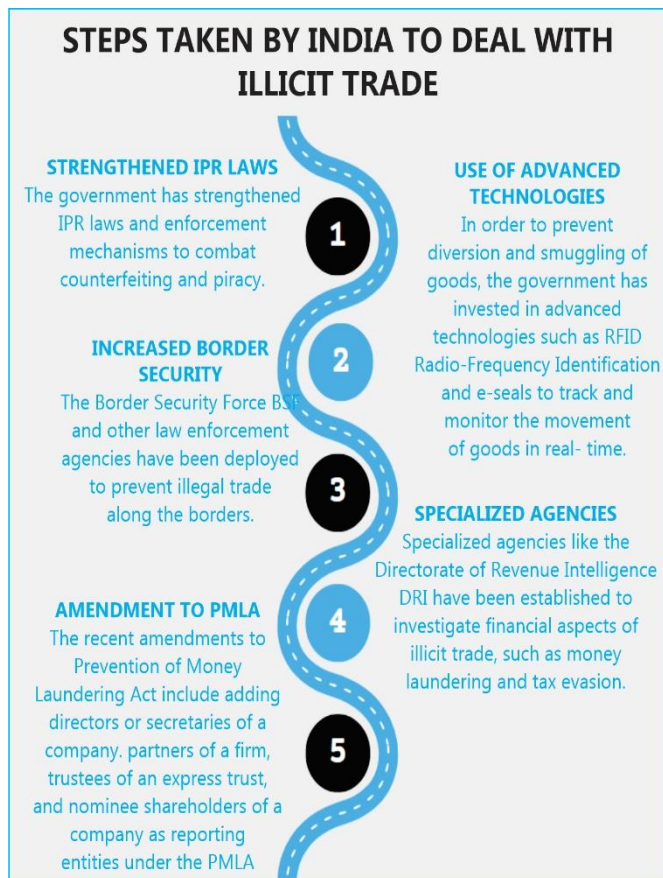 STEPS TAKEN BY INDIA TO DEAL WITH
ILLICIT TRADE
STRENGTHENED IPR LAWS
The government has strengthened
IPR laws and enforcement
mechanisms to combat
counterfeiting and piracy.
1
USE OF ADVANCED
TECHNOLOGIES
In order to prevent
diversion and smuggling of
goods, the government has
invested in advanced
technologies such as RFID
Radio-Frequency Identification
and e-seals to track and
monitor the movement
of goods in real- time.
2
INCREASED BORDER
SECURITY
The Border Security Force BSF
and other law enforcement
agencies have been deployed
to prevent illegal trade
along the borders.
3
SPECIALIZED AGENCIES
Specialized agencies like the
Directorate of Revenue Intelligence
DRI have been established to
investigate financial aspects of
illicit trade, such as money
laundering and tax evasion.
4
AMENDMENT TO PMLA
The recent amendments to
Prevention of Money
Laundering Act include adding
directors or secretaries of a
company. partners of a firm,
trustees of an express trust,
and nominee shareholders of a
company as reporting
entities under the PMLA
5